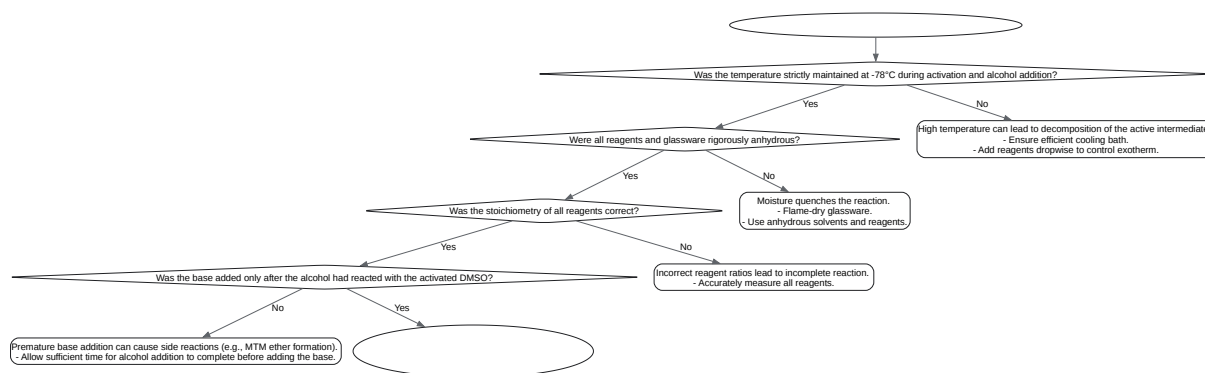 Was the temperature strictly maintained at -78°C during activation and alcohol addition?
Yes
No
High temperature can lead to decomposition of the active intermediate
- Ensure efficient cooling bath.
- Add reagents dropwise to control exotherm.
Were all reagents and glassware rigorously anhydrous?
Yes
No
Moisture quenches the reaction.
- Flame-dry glassware.
- Use anhydrous solvents and reagents.
Was the stoichiometry of all reagents correct?
Yes
No
Incorrect reagent ratios lead to incomplete reaction.
- Accurately measure all reagents.
Was the base added only after the alcohol had reacted with the activated DMSO?
No
Yes
Premature base addition can cause side reactions (e.g., MTM ether formation).
- Allow sufficient time for alcohol addition to complete before adding the base.